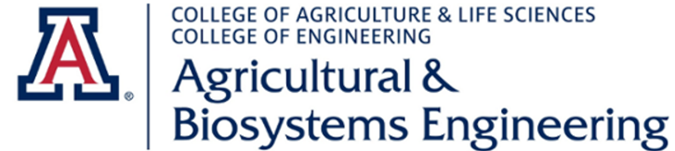 A®
COLLEGE OF AGRICULTURE & LIFE SCIENCES
COLLEGE OF ENGINEERING
Agricultural &
Biosystems Engineering